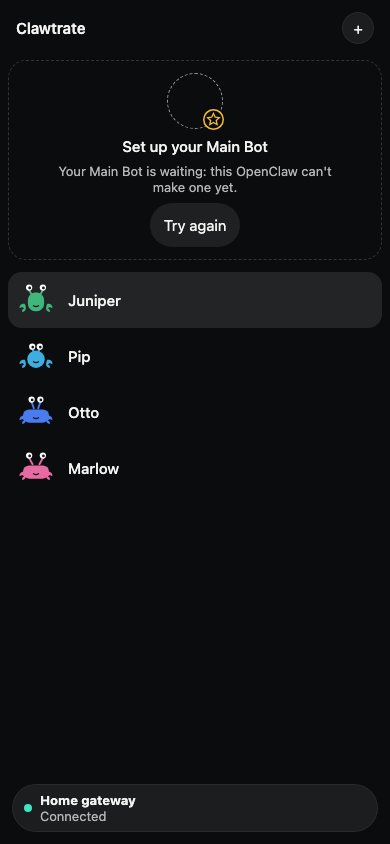 Clawtrate
+
Set up your Main Bot
Your Main Bot is waiting: this OpenClaw can't
make one yet.
Try again
Juniper
Pip
Otto
Marlow
Home gateway
Connected